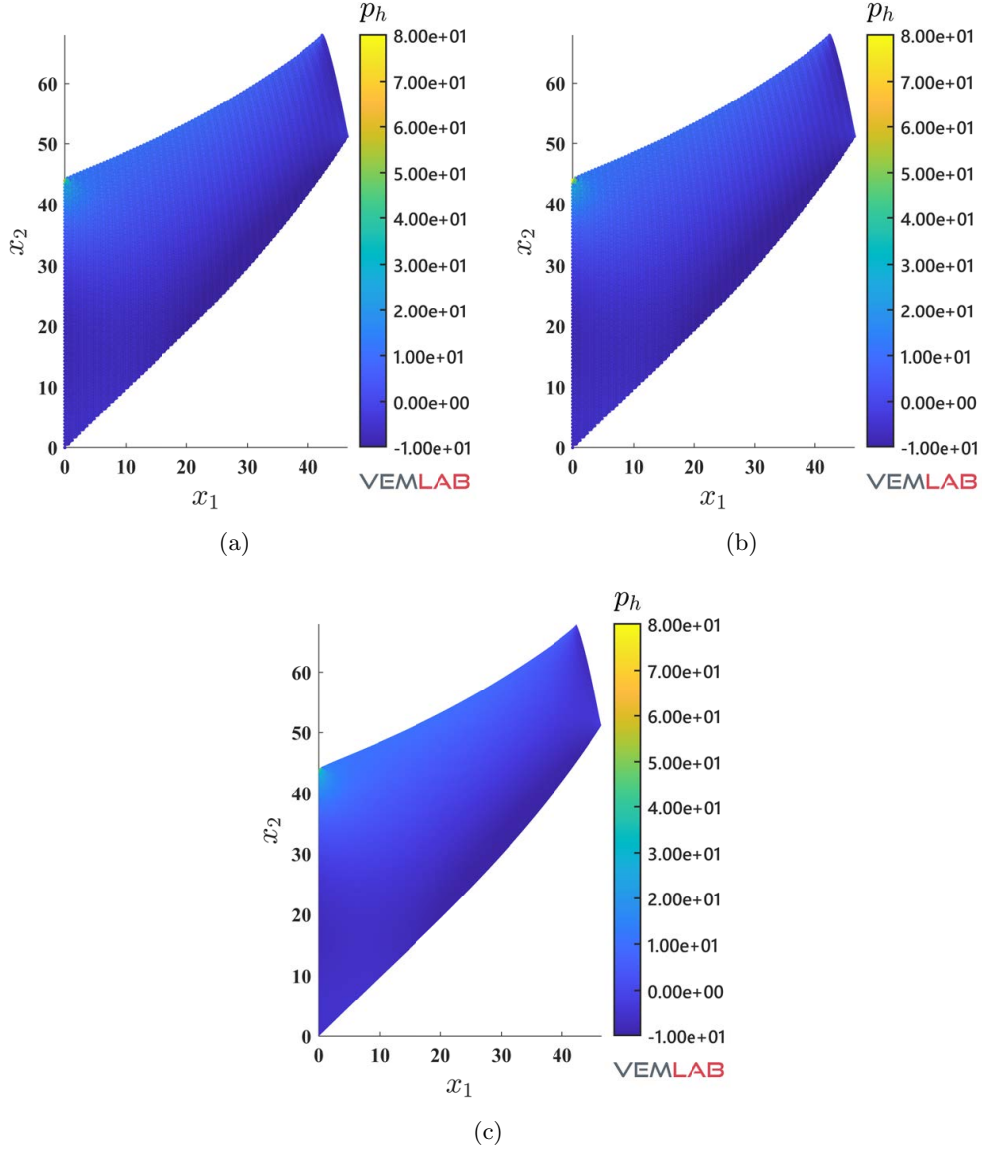 p_h
8.00e+01
7.00e+01
6.00e+01
5.00e+01
4.00e+01
3.00e+01
2.00e+01
1.00e+01
0.00e+00
-1.00e+01
60
50
40
30
20
10
0
x_2
0 10 20 30 40
x_1
VEMLAB
(a)
p_h
8.00e+01
7.00e+01
6.00e+01
5.00e+01
4.00e+01
3.00e+01
2.00e+01
1.00e+01
0.00e+00
-1.00e+01
60
50
40
30
20
10
0
x_2
0 10 20 30 40
x_1
VEMLAB
(b)
p_h
8.00e+01
7.00e+01
6.00e+01
5.00e+01
4.00e+01
3.00e+01
2.00e+01
1.00e+01
0.00e+00
-1.00e+01
60
50
40
30
20
10
0
x_2
0 10 20 30 40
x_1
VEMLAB
(c)